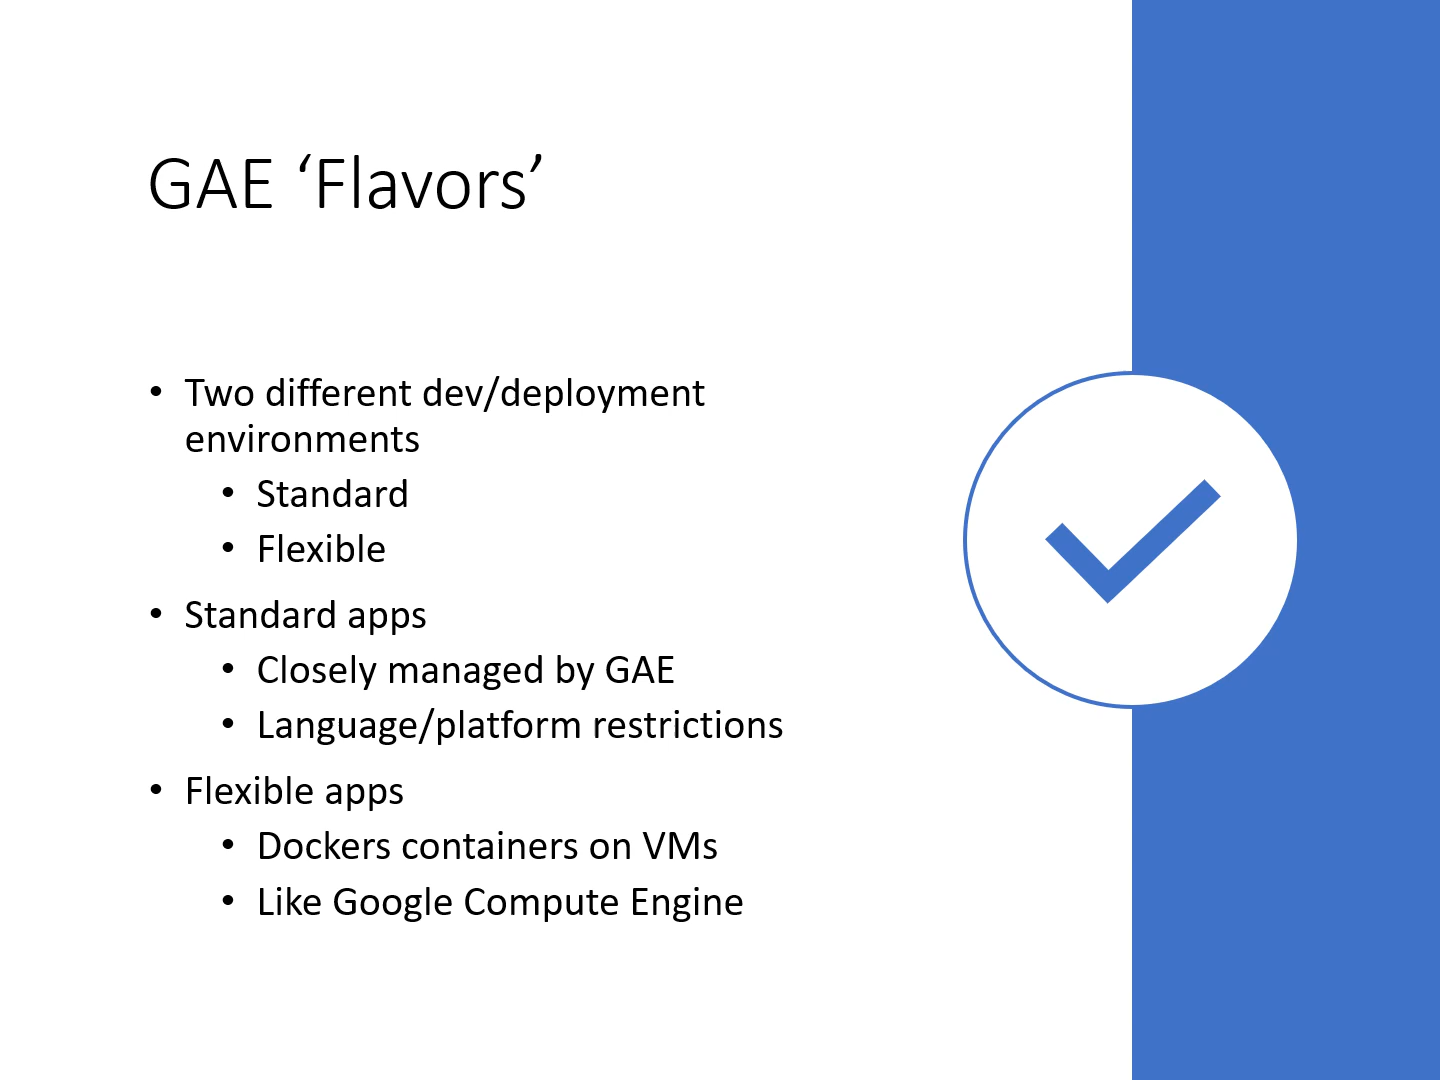 GAE ‘Flavors’
• Two different dev/deployment
environments
• Standard
• Flexible
• Standard apps
• Closely managed by GAE
• Language/platform restrictions
• Flexible apps
• Dockers containers on VMs
• Like Google Compute Engine